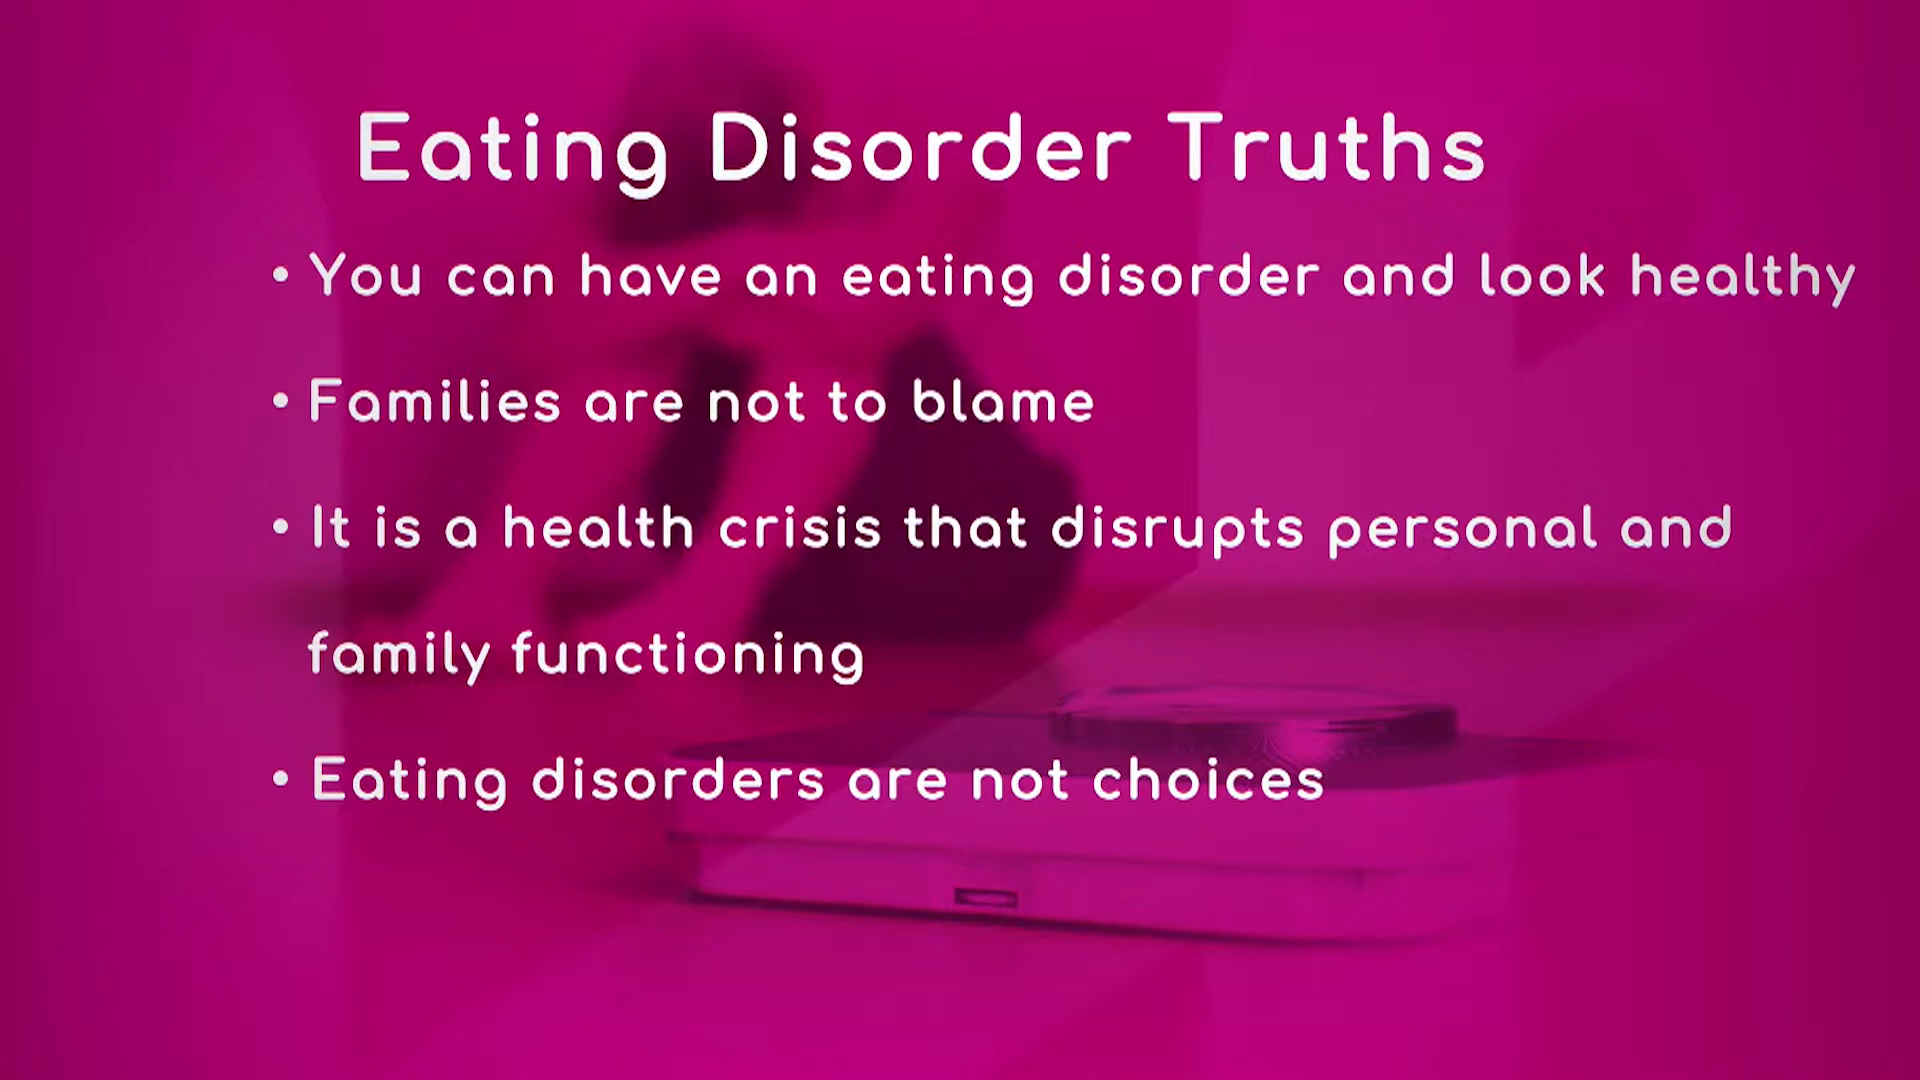 Eating Disorder Truths
• You can have an eating disorder and look healthy
• Families are not to blame
• It is a health crisis that disrupts personal and
family functioning
• Eating disorders are not choices